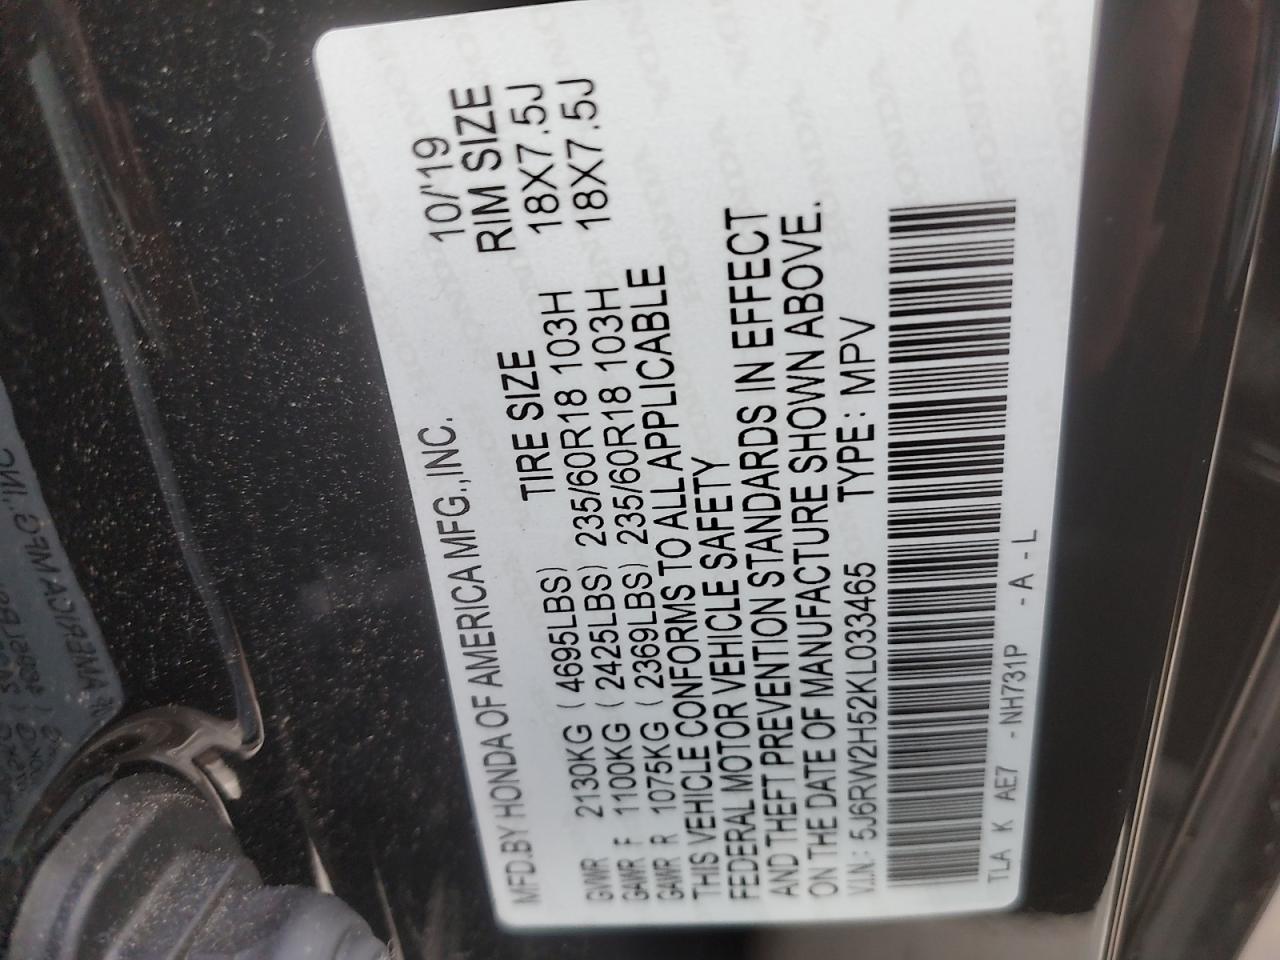 MFD.BY HONDA OF AMERICA MFG.,INC. 10/'19
TIRE SIZE RIM SIZE
GVWR 2130KG ( 4695LBS) 
GAWR F 1100KG ( 2425LBS) 235/60R18 103H 18X7.5J
GAWR R 1075KG ( 2369LBS) 235/60R18 103H 18X7.5J
THIS VEHICLE CONFORMS TO ALL APPLICABLE
FEDERAL MOTOR VEHICLE SAFETY
AND THEFT PREVENTION STANDARDS IN EFFECT
ON THE DATE OF MANUFACTURE SHOWN ABOVE.
V.I.N.: 5J6RW2H52KL033465 TYPE: MPV
TLA K AE7 - NH731P - A - L